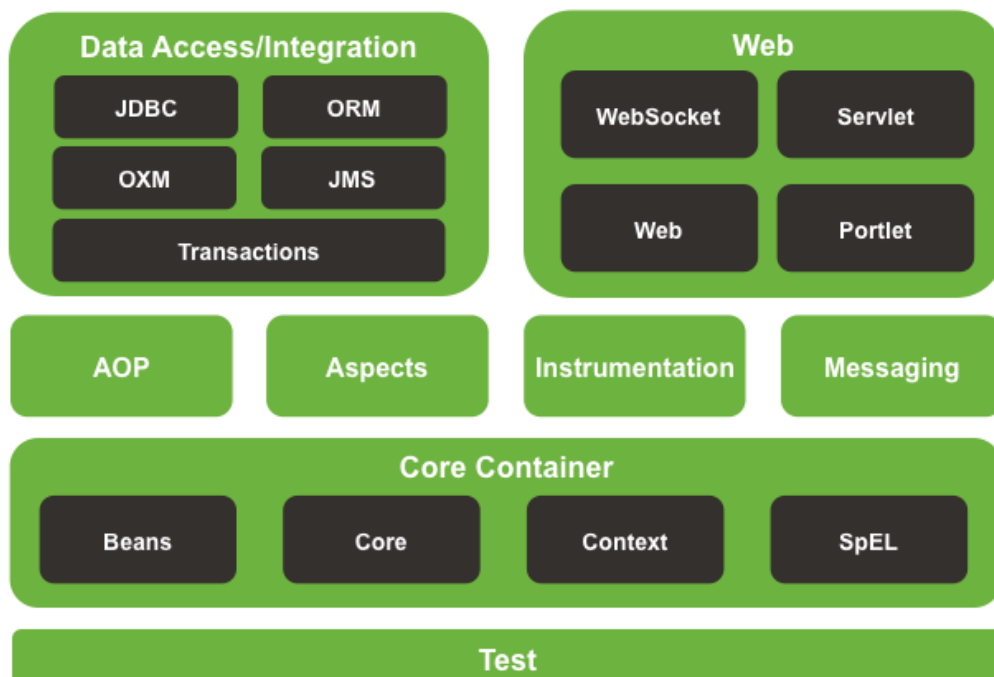 Data Access/Integration
JDBC
ORM
OXM
JMS
Transactions
Web
WebSocket
Servlet
Web
Portlet
AOP
Aspects
Instrumentation
Messaging
Core Container
Beans
Core
Context
SpEL
Test